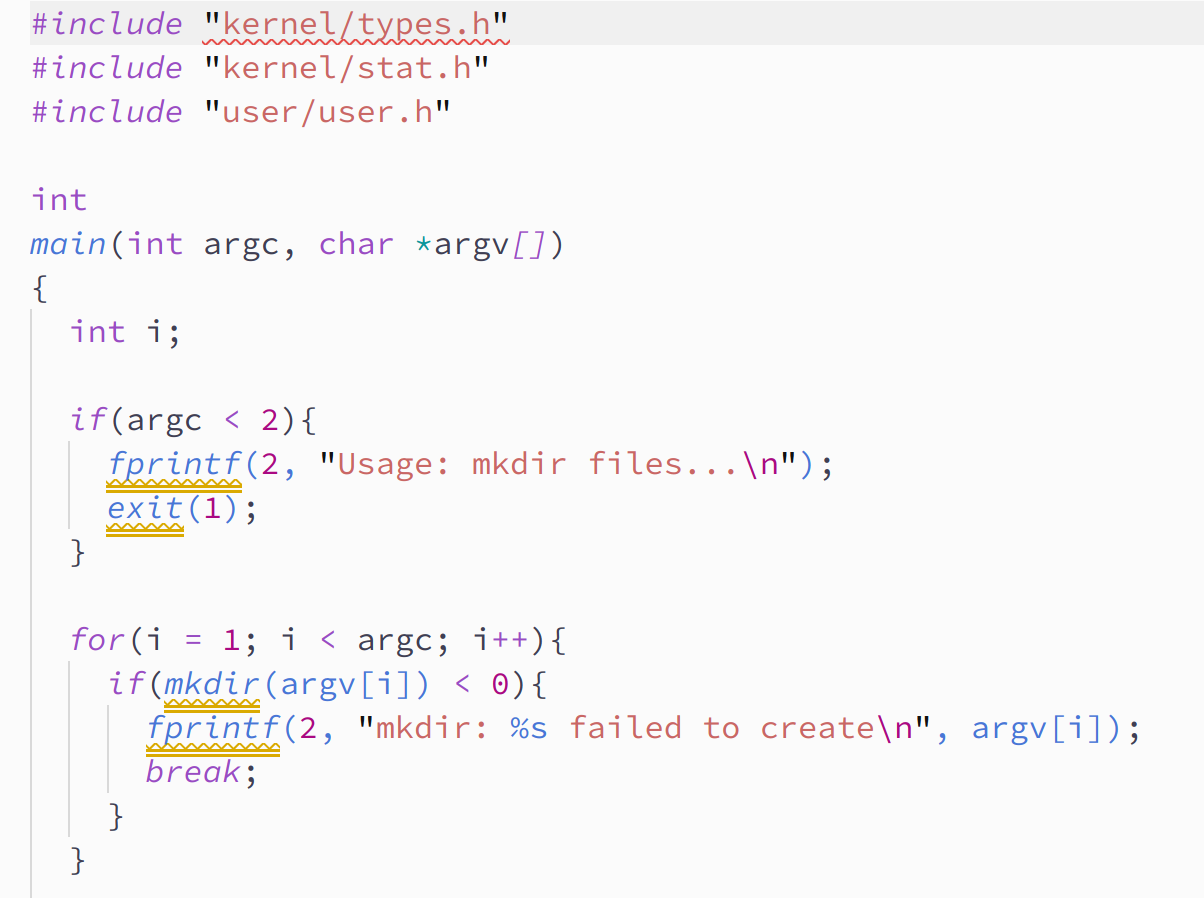 #include "kernel/types.h"
#include "kernel/stat.h"
#include "user/user.h"

int
main(int argc, char *argv[])
{
  int i;

  if(argc < 2){
    fprintf(2, "Usage: mkdir files...\n");
    exit(1);
  }

  for(i = 1; i < argc; i++){
    if(mkdir(argv[i]) < 0){
      fprintf(2, "mkdir: %s failed to create\n", argv[i]);
      break;
    }
  }